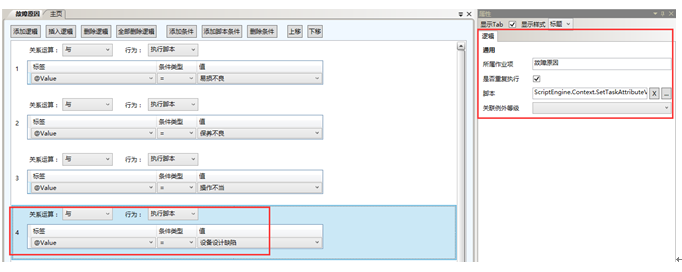 故障原因 主页
添加逻辑 插入逻辑 删除逻辑 全部删除逻辑 添加条件 添加脚本条件 删除条件 上移 下移
关系运算： 与 行为： 执行脚本
1
标签 条件类型 值
@Value = 易损不良
关系运算： 与 行为： 执行脚本
2
标签 条件类型 值
@Value = 保养不良
关系运算： 与 行为： 执行脚本
3
标签 条件类型 值
@Value = 操作不当
关系运算： 与 行为： 执行脚本
4
标签 条件类型 值
@Value = 设备设计缺陷
属性
显示Tab 显示样式 标题
逻辑
通用
所属作业项 故障原因
是否重复执行
脚本 ScriptEngine.Context.SetTaskAttributeV X ...
关联例外等级